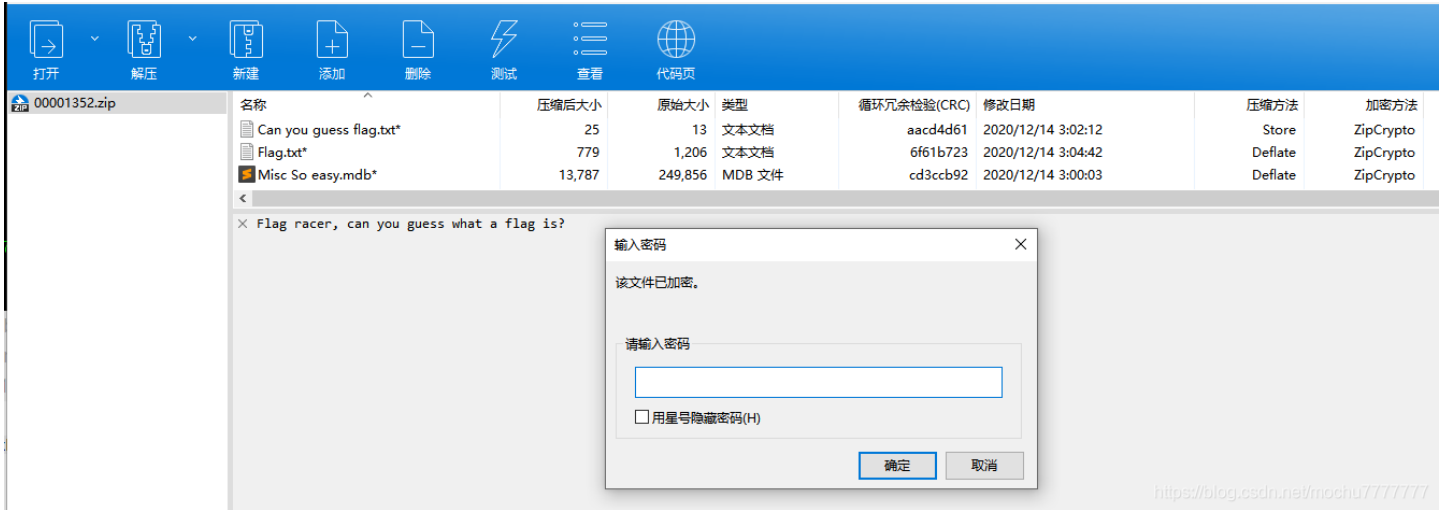 打开 解压 新建 添加 删除 测试 查看 代码页
00001352.zip
名称 压缩后大小 原始大小 类型 循环冗余检验(CRC) 修改日期 压缩方法 加密方法
Can you guess flag.txt* 25 13 文本文档 aacd4d61 2020/12/14 3:02:12 Store ZipCrypto
Flag.txt* 779 1,206 文本文档 6f61b723 2020/12/14 3:04:42 Deflate ZipCrypto
Misc So easy.mdb* 13,787 249,856 MDB 文件 cd3ccb92 2020/12/14 3:00:03 Deflate ZipCrypto
Flag racer, can you guess what a flag is?
输入密码
该文件已加密。
请输入密码
用星号隐藏密码(H)
确定 取消
https://blog.csdn.net/mochu7777777